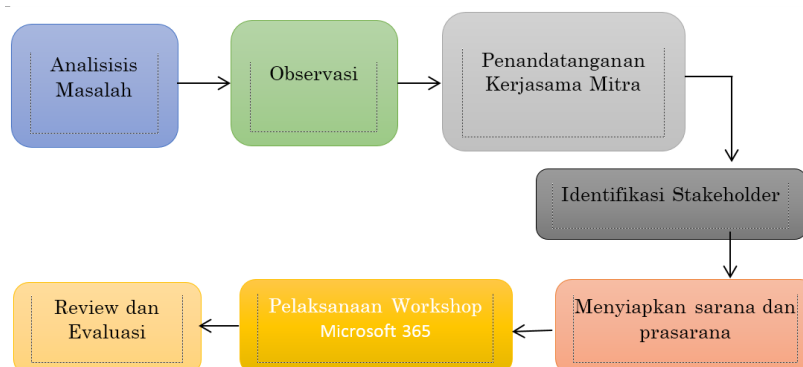 Analisisis
Masalah
Observasi
Penandatanganan
Kerjasama Mitra
Identifikasi Stakeholder
Menyiapkan sarana dan
prasarana
Pelaksanaan Workshop
Microsoft 365
Review dan
Evaluasi